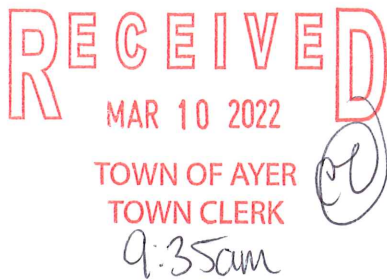 RECEIVED
MAR 10 2022
TOWN OF AYER
TOWN CLERK
9:35am